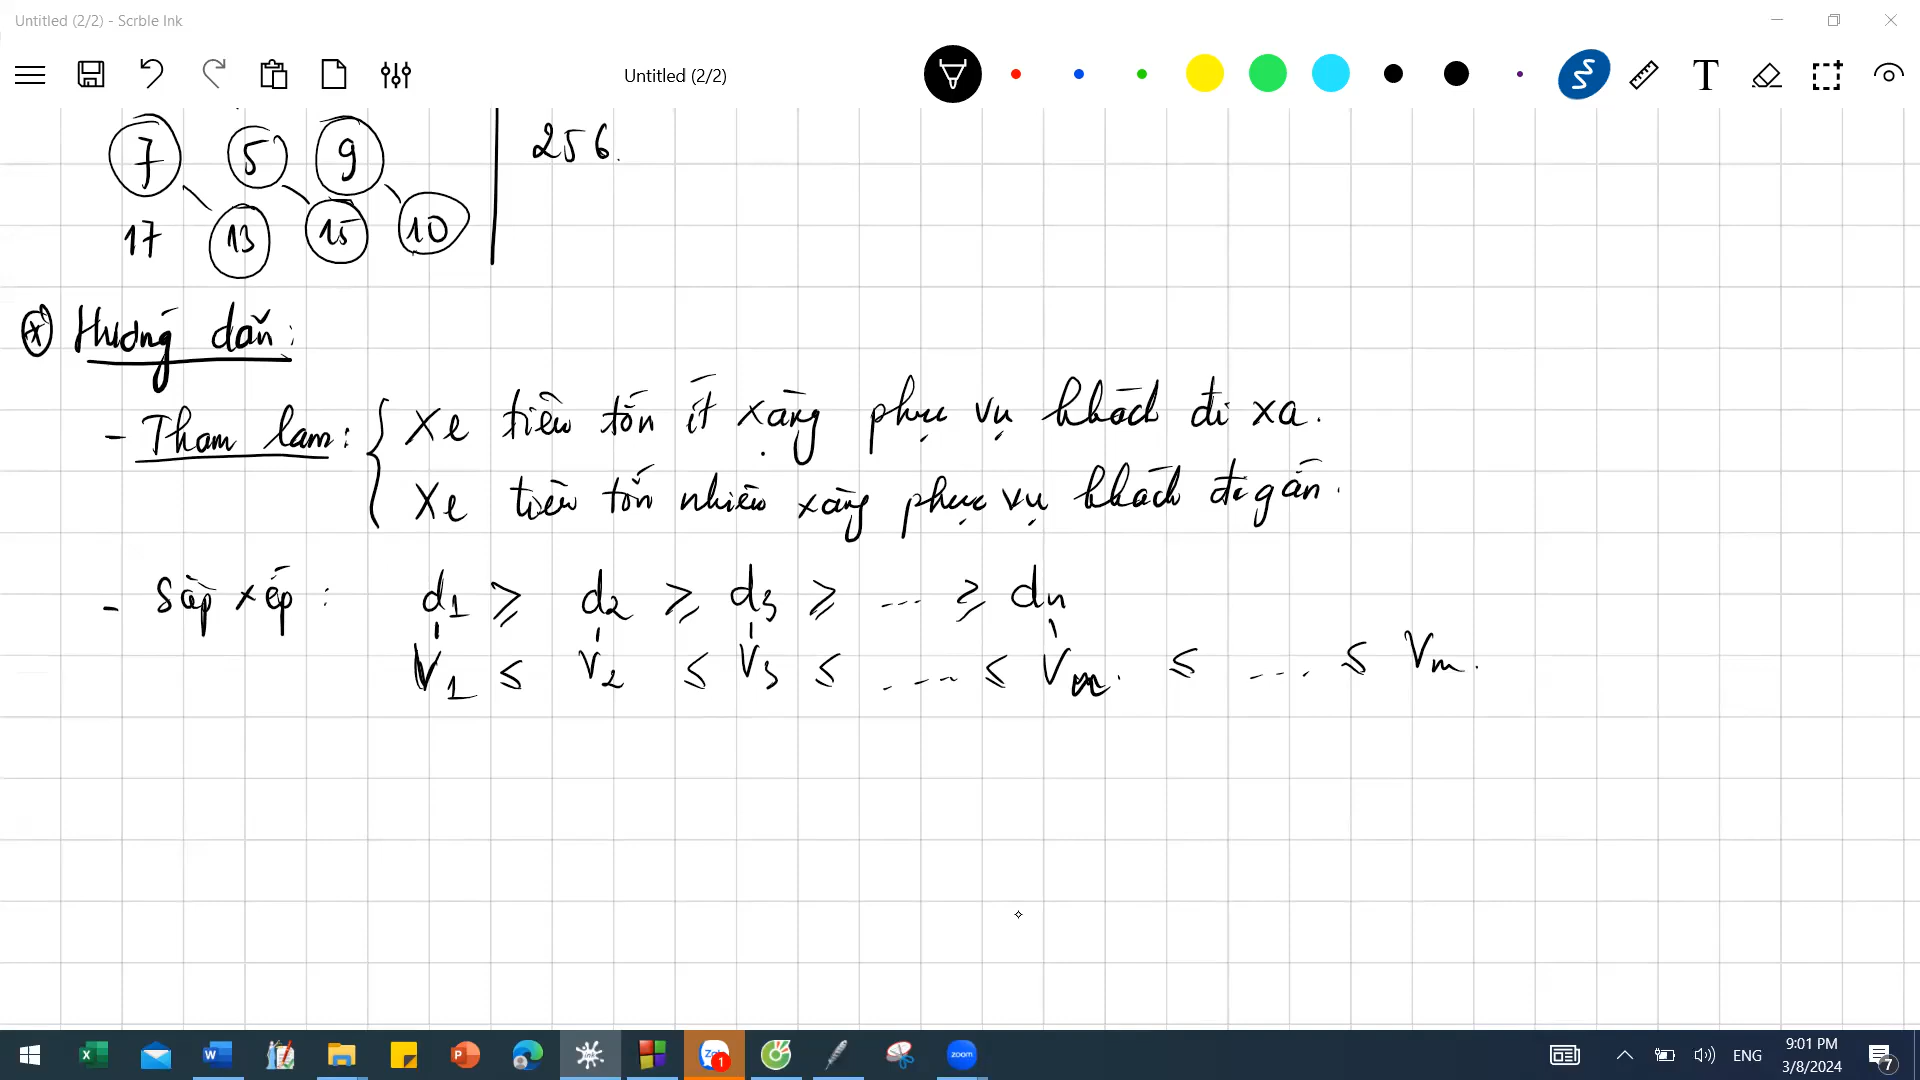 Untitled (2/2) - Scrble Ink
Untitled (2/2)
T
7 5 9
256.
17 13 15 10
* Hướng dẫn:
- Tham lam: { Xe tiêu tốn ít xăng phục vụ khách đi xa.
Xe tiêu tốn nhiều xăng phục vụ khách đi gần.
- Sắp xếp: d1 ≥ d2 ≥ d3 ≥ ... ≥ dn
V1 ≤ V2 ≤ V3 ≤ .... ≤ Vn. ≤ .... ≤ Vm.
ENG
9:01 PM
3/8/2024
7
1
zoom